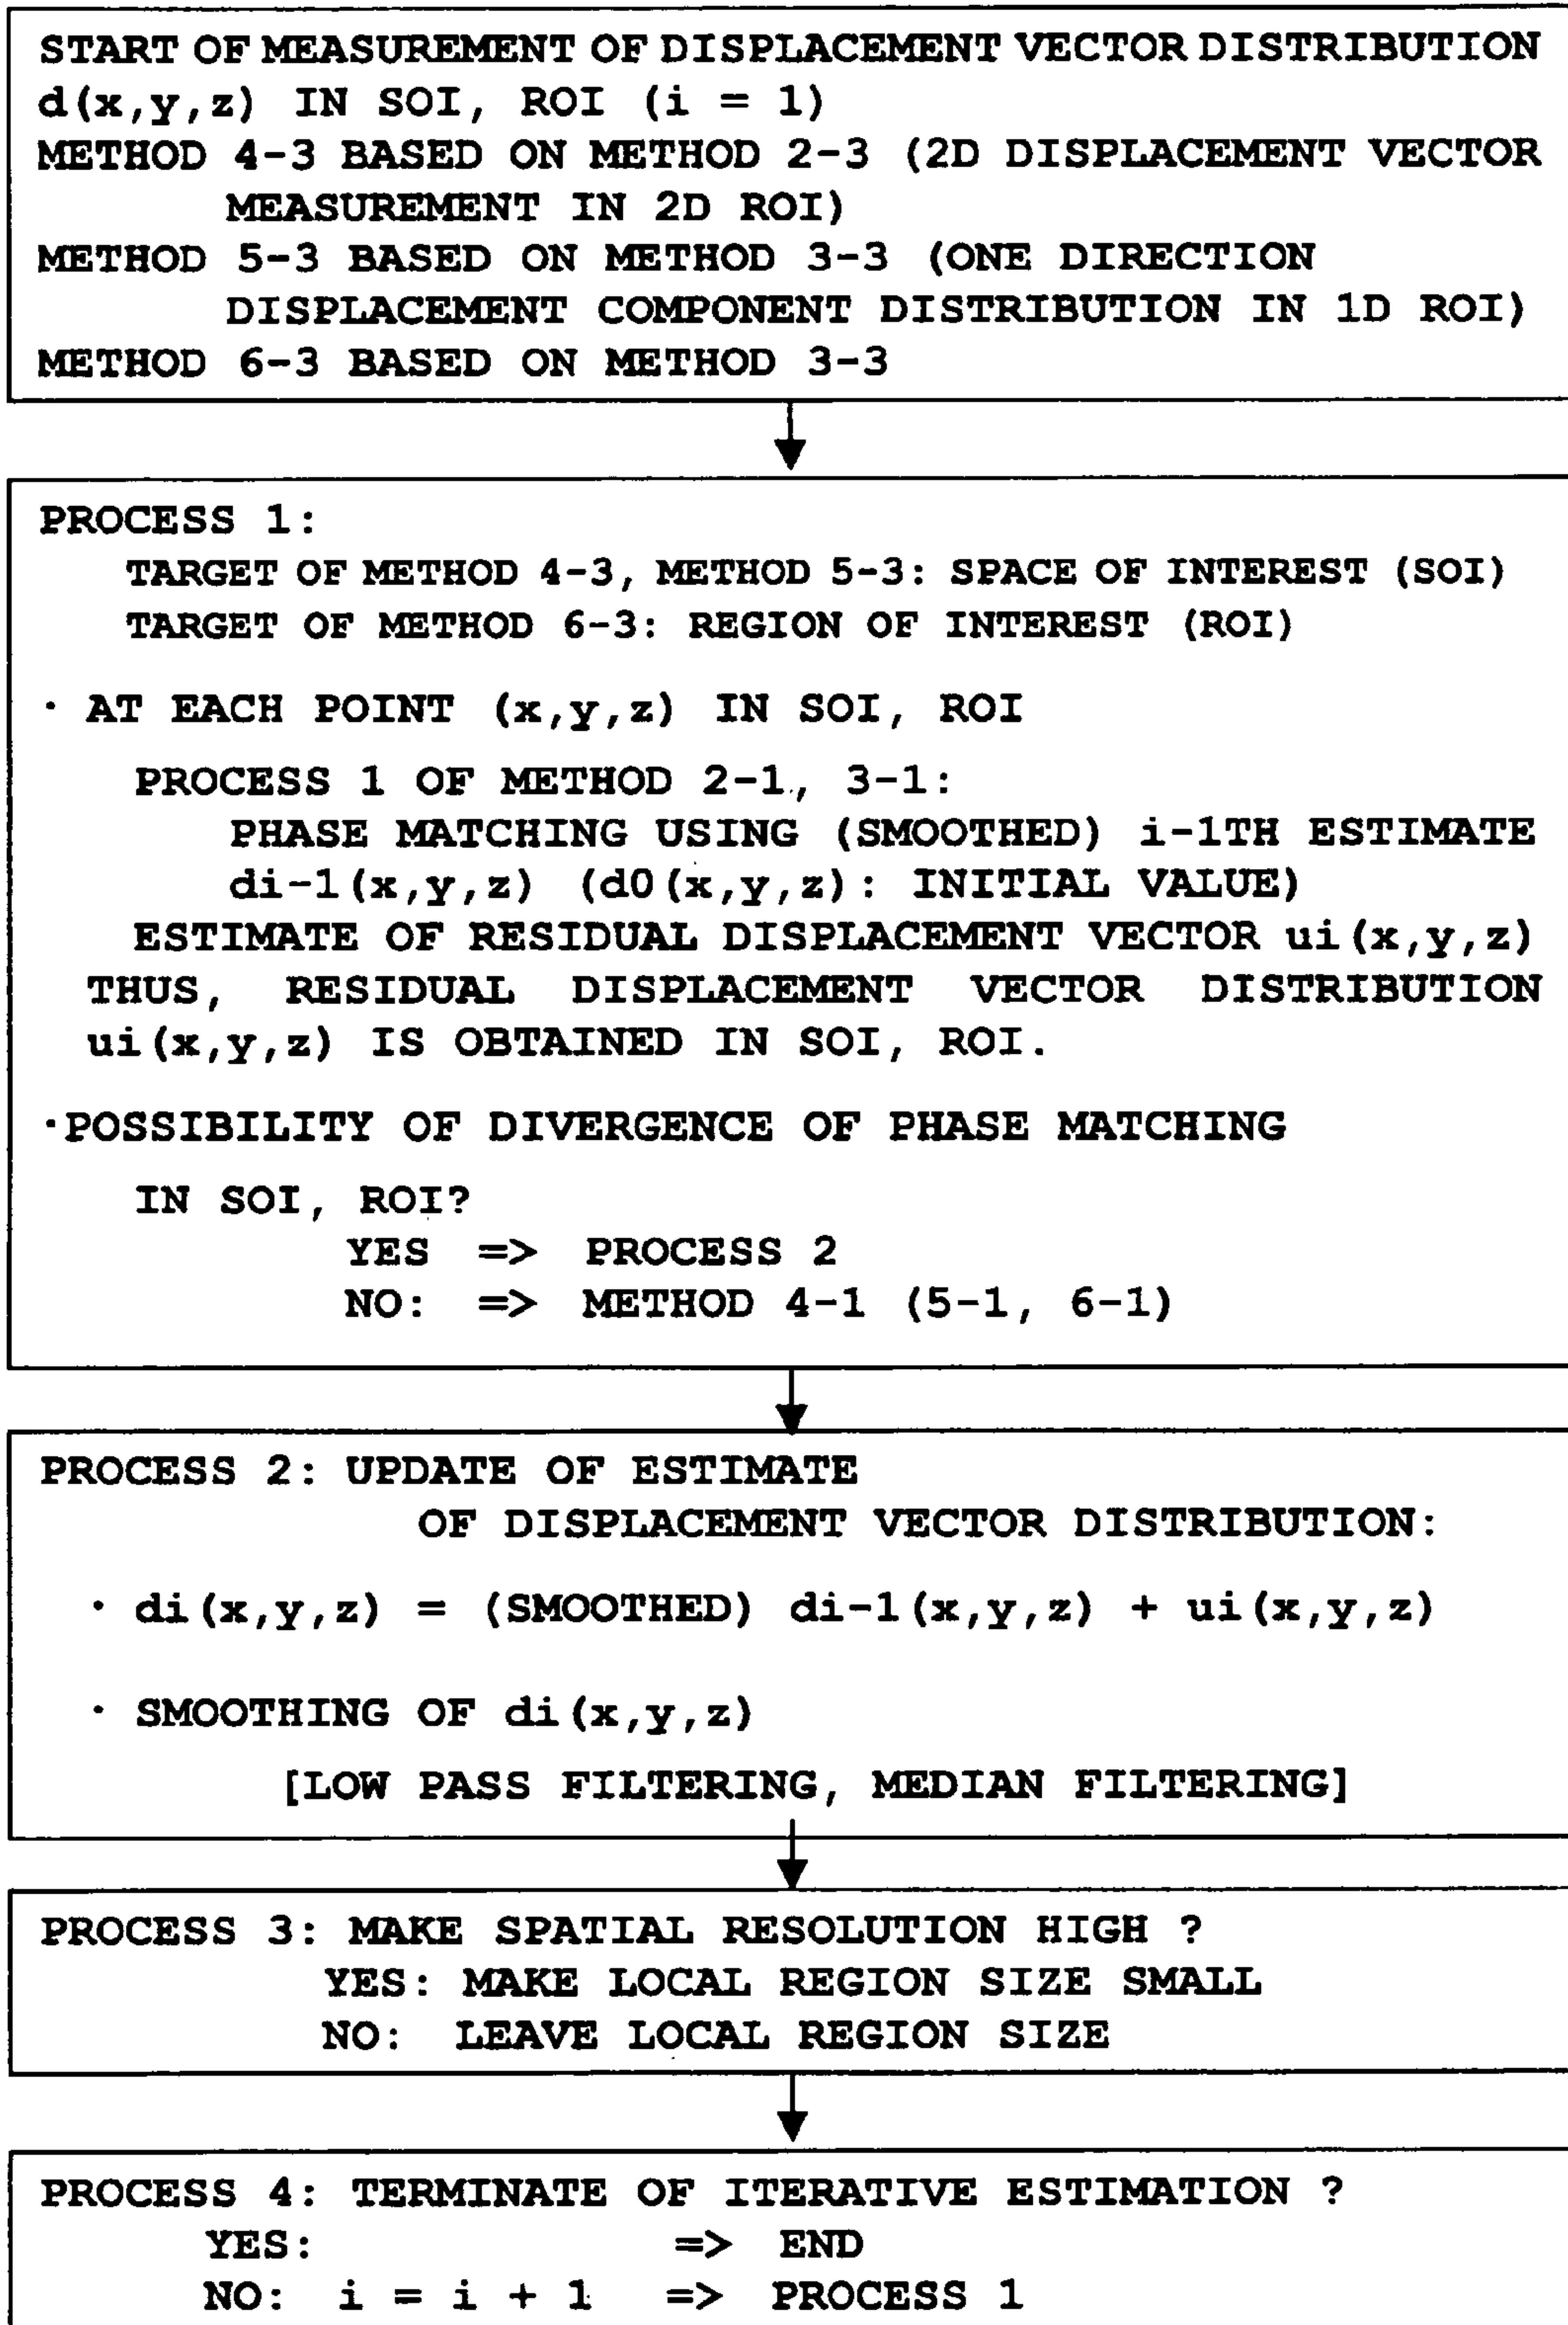 START OF MEASUREMENT OF DISPLACEMENT VECTOR DISTRIBUTION
d(x,y,z) IN SOI, ROI (i = 1)
METHOD 4-3 BASED ON METHOD 2-3 (2D DISPLACEMENT VECTOR
MEASUREMENT IN 2D ROI)
METHOD 5-3 BASED ON METHOD 3-3 (ONE DIRECTION
DISPLACEMENT COMPONENT DISTRIBUTION IN 1D ROI)
METHOD 6-3 BASED ON METHOD 3-3
PROCESS 1:
TARGET OF METHOD 4-3, METHOD 5-3: SPACE OF INTEREST (SOI)
TARGET OF METHOD 6-3: REGION OF INTEREST (ROI)
· AT EACH POINT (x,y,z) IN SOI, ROI
PROCESS 1 OF METHOD 2-1, 3-1:
PHASE MATCHING USING (SMOOTHED) i-1TH ESTIMATE
di-1(x,y,z) (d0(x,y,z): INITIAL VALUE)
ESTIMATE OF RESIDUAL DISPLACEMENT VECTOR ui(x,y,z)
THUS, RESIDUAL DISPLACEMENT VECTOR DISTRIBUTION
ui(x,y,z) IS OBTAINED IN SOI, ROI.
·POSSIBILITY OF DIVERGENCE OF PHASE MATCHING
IN SOI, ROI?
YES => PROCESS 2
NO: => METHOD 4-1 (5-1, 6-1)
PROCESS 2: UPDATE OF ESTIMATE
OF DISPLACEMENT VECTOR DISTRIBUTION:
· di(x,y,z) = (SMOOTHED) di-1(x,y,z) + ui(x,y,z)
· SMOOTHING OF di(x,y,z)
[LOW PASS FILTERING, MEDIAN FILTERING]
PROCESS 3: MAKE SPATIAL RESOLUTION HIGH ?
YES: MAKE LOCAL REGION SIZE SMALL
NO: LEAVE LOCAL REGION SIZE
PROCESS 4: TERMINATE OF ITERATIVE ESTIMATION ?
YES: => END
NO: i = i + 1 => PROCESS 1